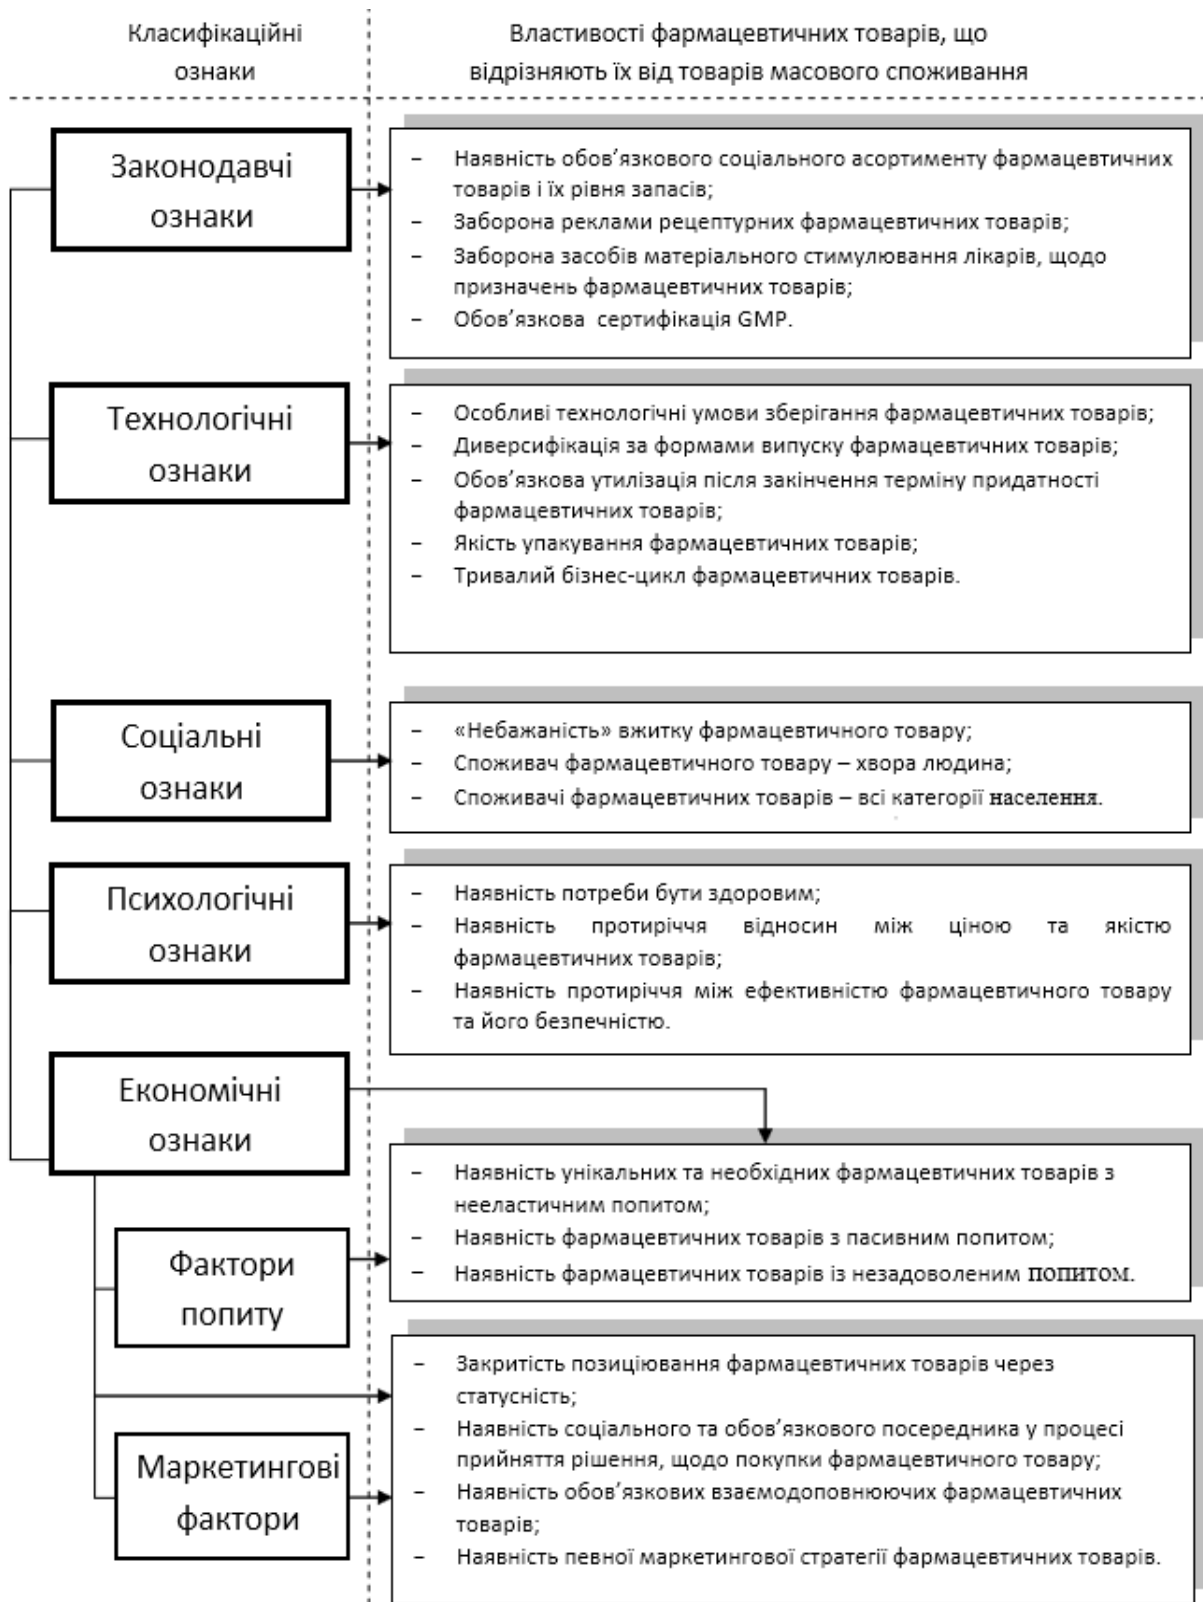 Класифікаційні
ознаки
Властивості фармацевтичних товарів, що
відрізняють їх від товарів масового споживання
Законодавчі
ознаки
– Наявність обов’язкового соціального асортименту фармацевтичних
товарів і їх рівня запасів;
– Заборона реклами рецептурних фармацевтичних товарів;
– Заборона засобів матеріального стимулювання лікарів, щодо
призначень фармацевтичних товарів;
– Обов’язкова сертифікація GMP.
Технологічні
ознаки
– Особливі технологічні умови зберігання фармацевтичних товарів;
– Диверсифікація за формами випуску фармацевтичних товарів;
– Обов’язкова утилізація після закінчення терміну придатності
фармацевтичних товарів;
– Якість упакування фармацевтичних товарів;
– Тривалий бізнес-цикл фармацевтичних товарів.
Соціальні
ознаки
– «Небажаність» вжитку фармацевтичного товару;
– Споживач фармацевтичного товару – хвора людина;
– Споживачі фармацевтичних товарів – всі категорії населення.
Психологічні
ознаки
– Наявність потреби бути здоровим;
– Наявність протиріччя відносин між ціною та якістю
фармацевтичних товарів;
– Наявність протиріччя між ефективністю фармацевтичного товару
та його безпечністю.
Економічні
ознаки
– Наявність унікальних та необхідних фармацевтичних товарів з
нееластичним попитом;
– Наявність фармацевтичних товарів з пасивним попитом;
– Наявність фармацевтичних товарів із незадоволеним попитом.
Фактори
попиту
– Закритість позиціювання фармацевтичних товарів через
статусність;
– Наявність соціального та обов’язкового посередника у процесі
прийняття рішення, щодо покупки фармацевтичного товару;
– Наявність обов’язкових взаємодоповнюючих фармацевтичних
товарів;
– Наявність певної маркетингової стратегії фармацевтичних товарів.
Маркетингові
фактори